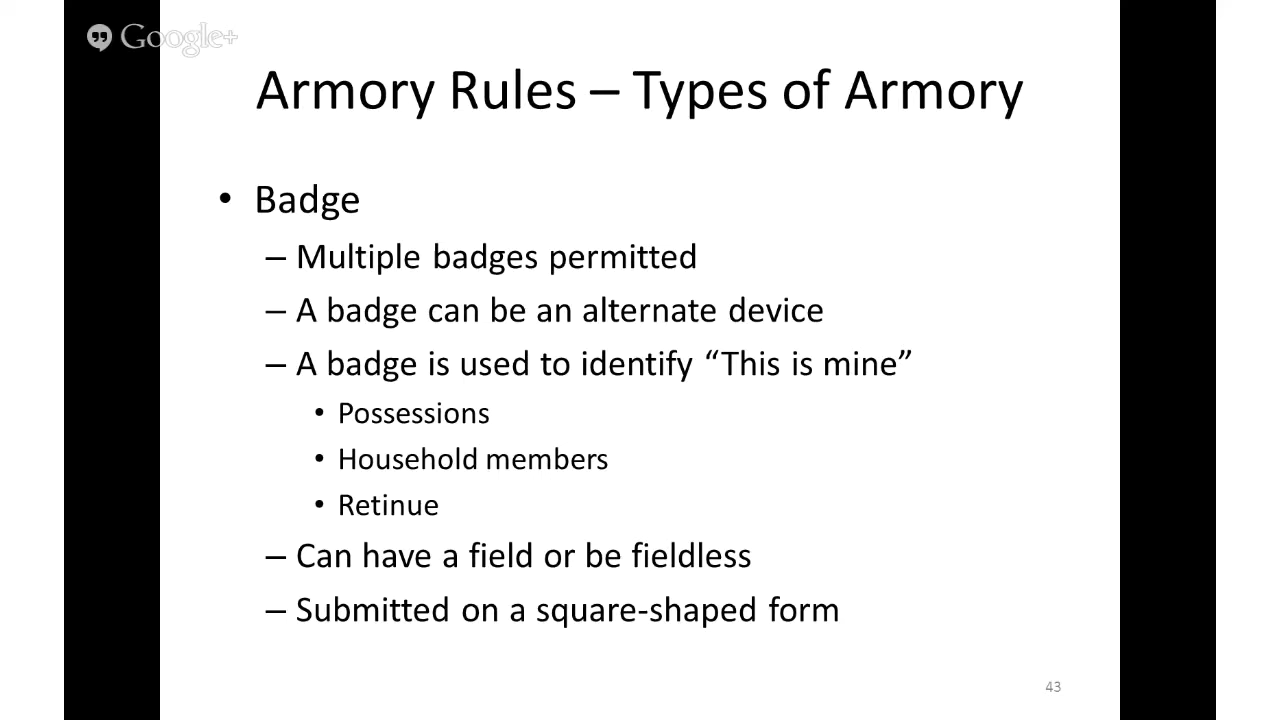 Google+
Armory Rules – Types of Armory
• Badge
– Multiple badges permitted
– A badge can be an alternate device
– A badge is used to identify “This is mine”
• Possessions
• Household members
• Retinue
– Can have a field or be fieldless
– Submitted on a square-shaped form
43